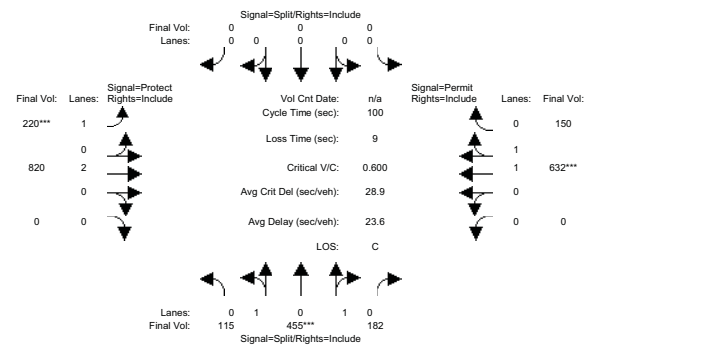 Signal=Split/Rights=Include
Final Vol: 0 0 0
Lanes: 0 0 0 0 0
Signal=Protect
Final Vol: Lanes: Rights=Include
Vol Cnt Date: n/a
Signal=Permit
Rights=Include Lanes: Final Vol:
Cycle Time (sec): 100
220*** 1
0 150
Loss Time (sec): 9
0
1
820 2
Critical V/C: 0.600
1 632***
0
Avg Crit Del (sec/veh): 28.9
0
0 0
Avg Delay (sec/veh): 23.6
0 0
LOS: C
Lanes: 0 1 0 1 0
Final Vol: 115 455*** 182
Signal=Split/Rights=Include